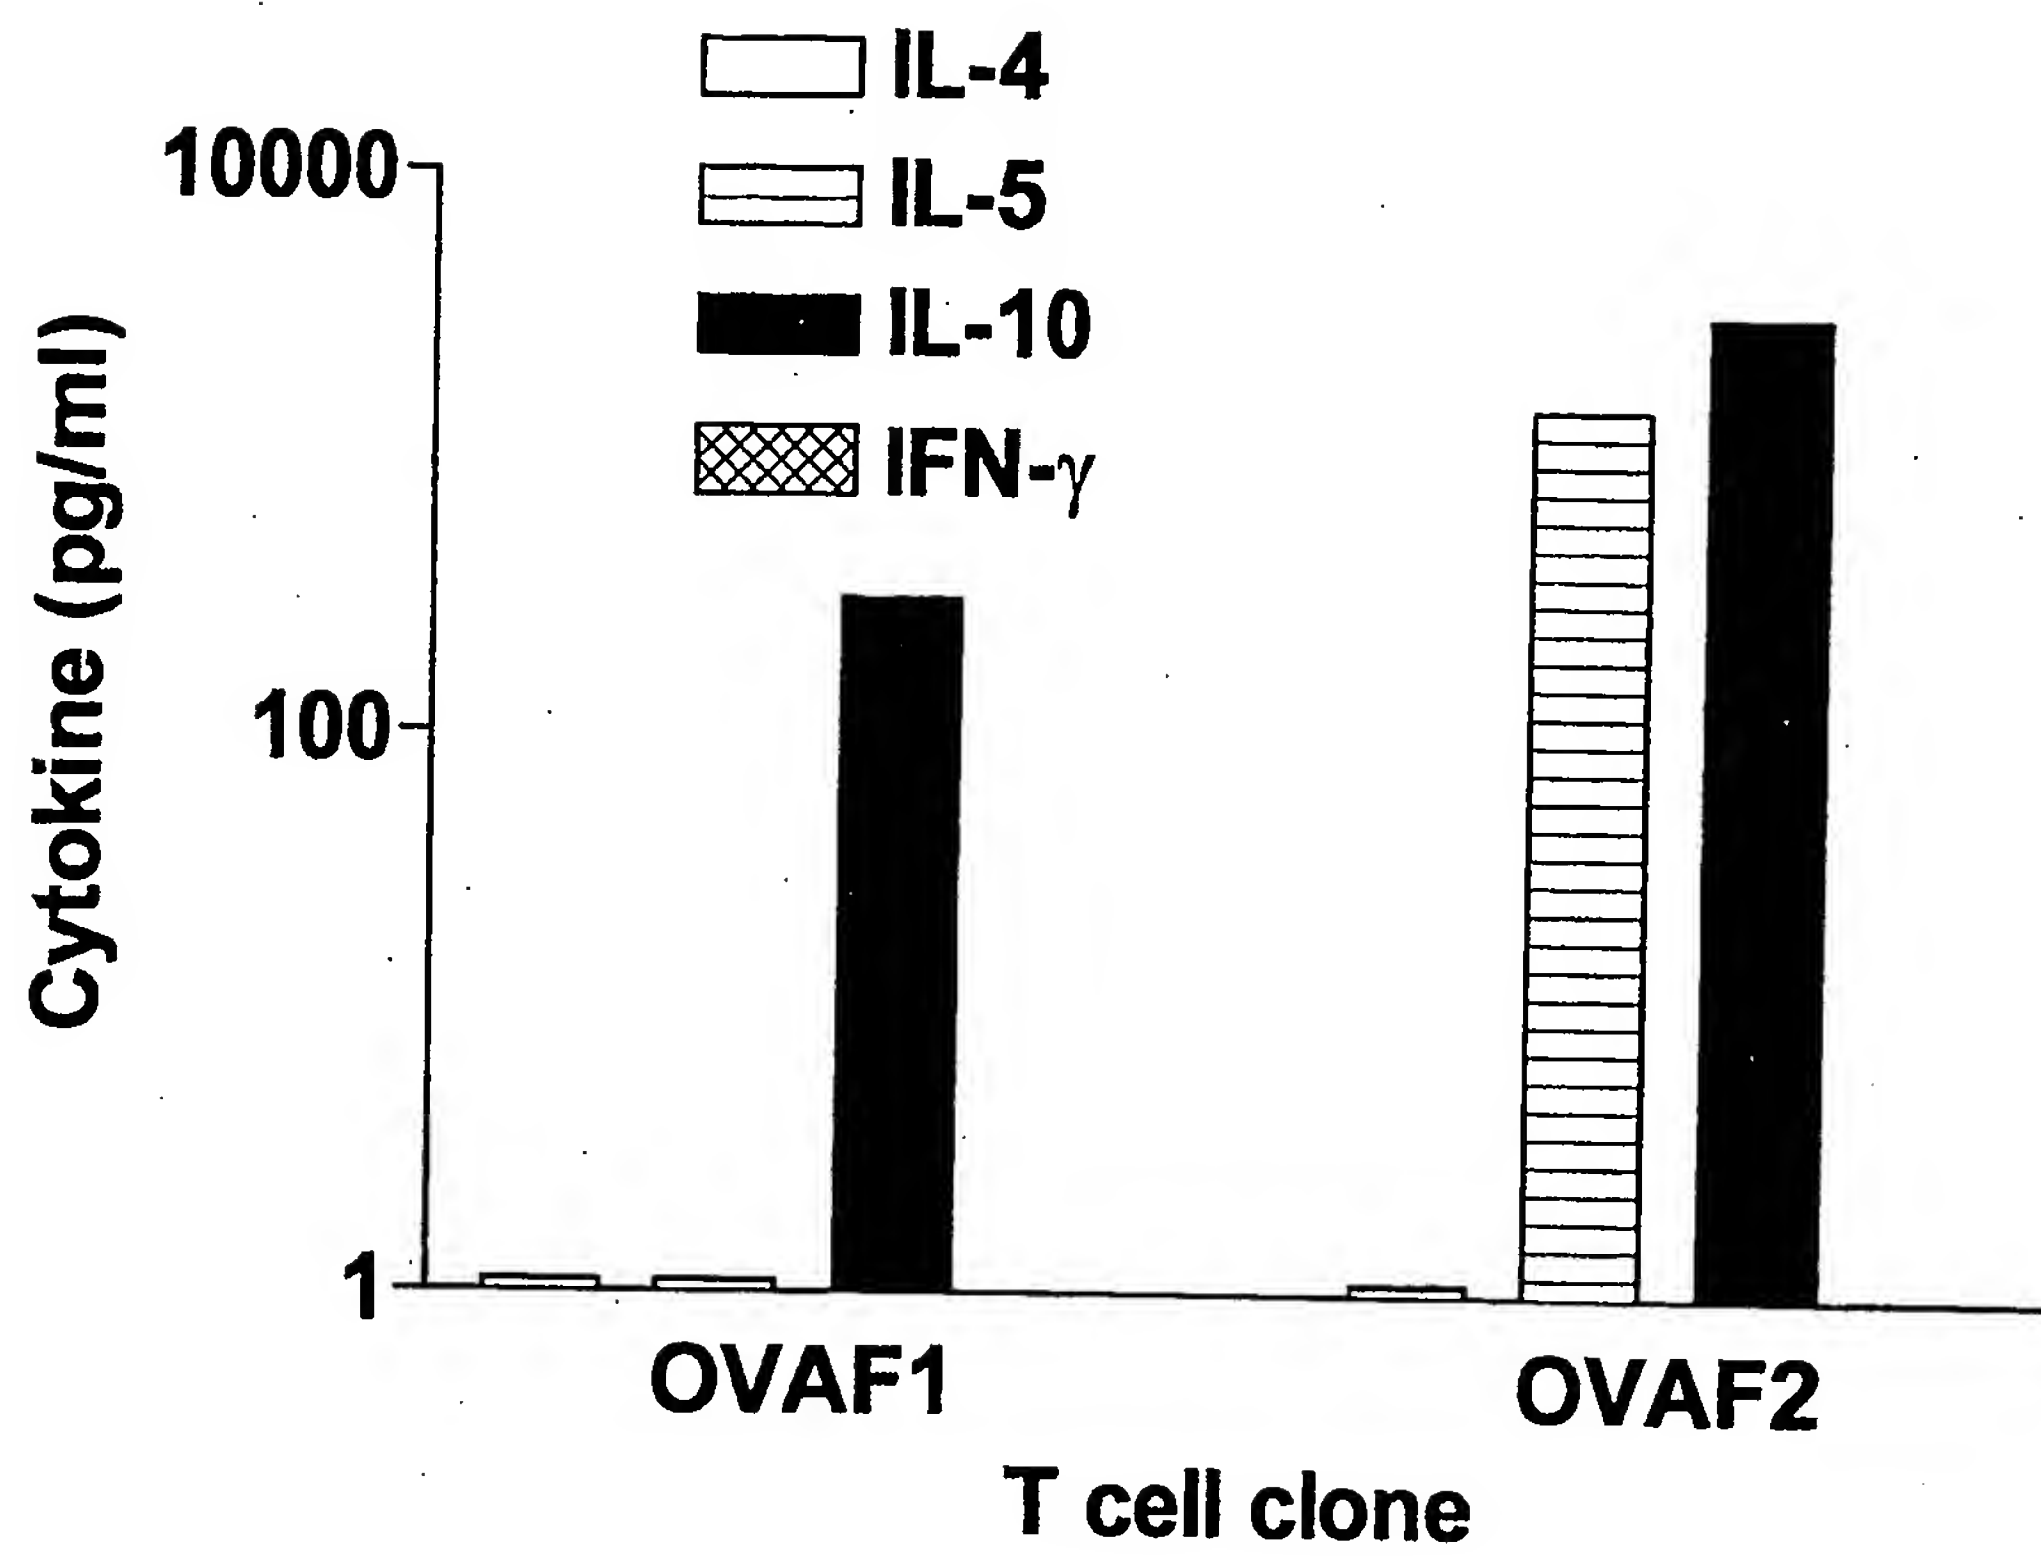 IL-4
IL-5
IL-10
IFN-γ
10000
100
1
Cytokine (pg/ml)
OVAF1
OVAF2
T cell clone